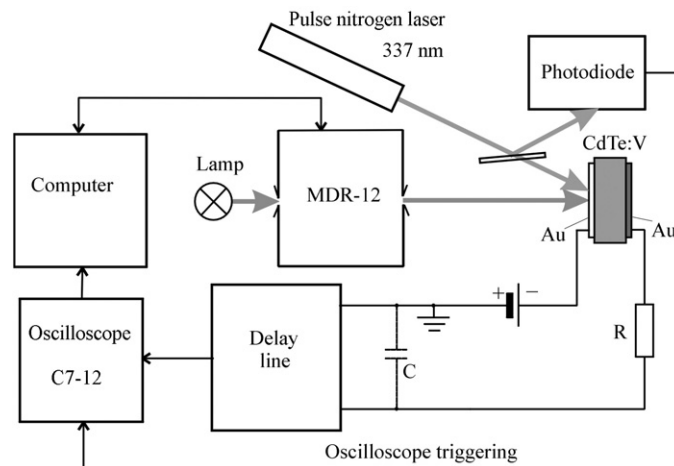 Pulse nitrogen laser
337 nm
Photodiode
CdTe:V
Lamp
Computer
MDR-12
Au
Au
+
−
Oscilloscope
C7-12
Delay
line
C
R
Oscilloscope triggering